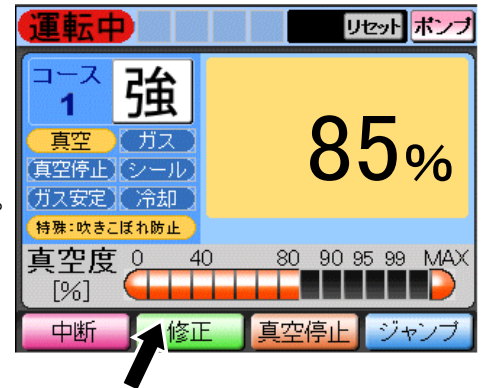 運転中 リセット ポンプ
コース 強 85%
1
真空 ガス
真空停止 シール
ガス安定 冷却
特殊:吹きこぼれ防止
真空度 0 40 80 90 95 99 MAX
[%]
中断 修正 真空停止 ジャンプ